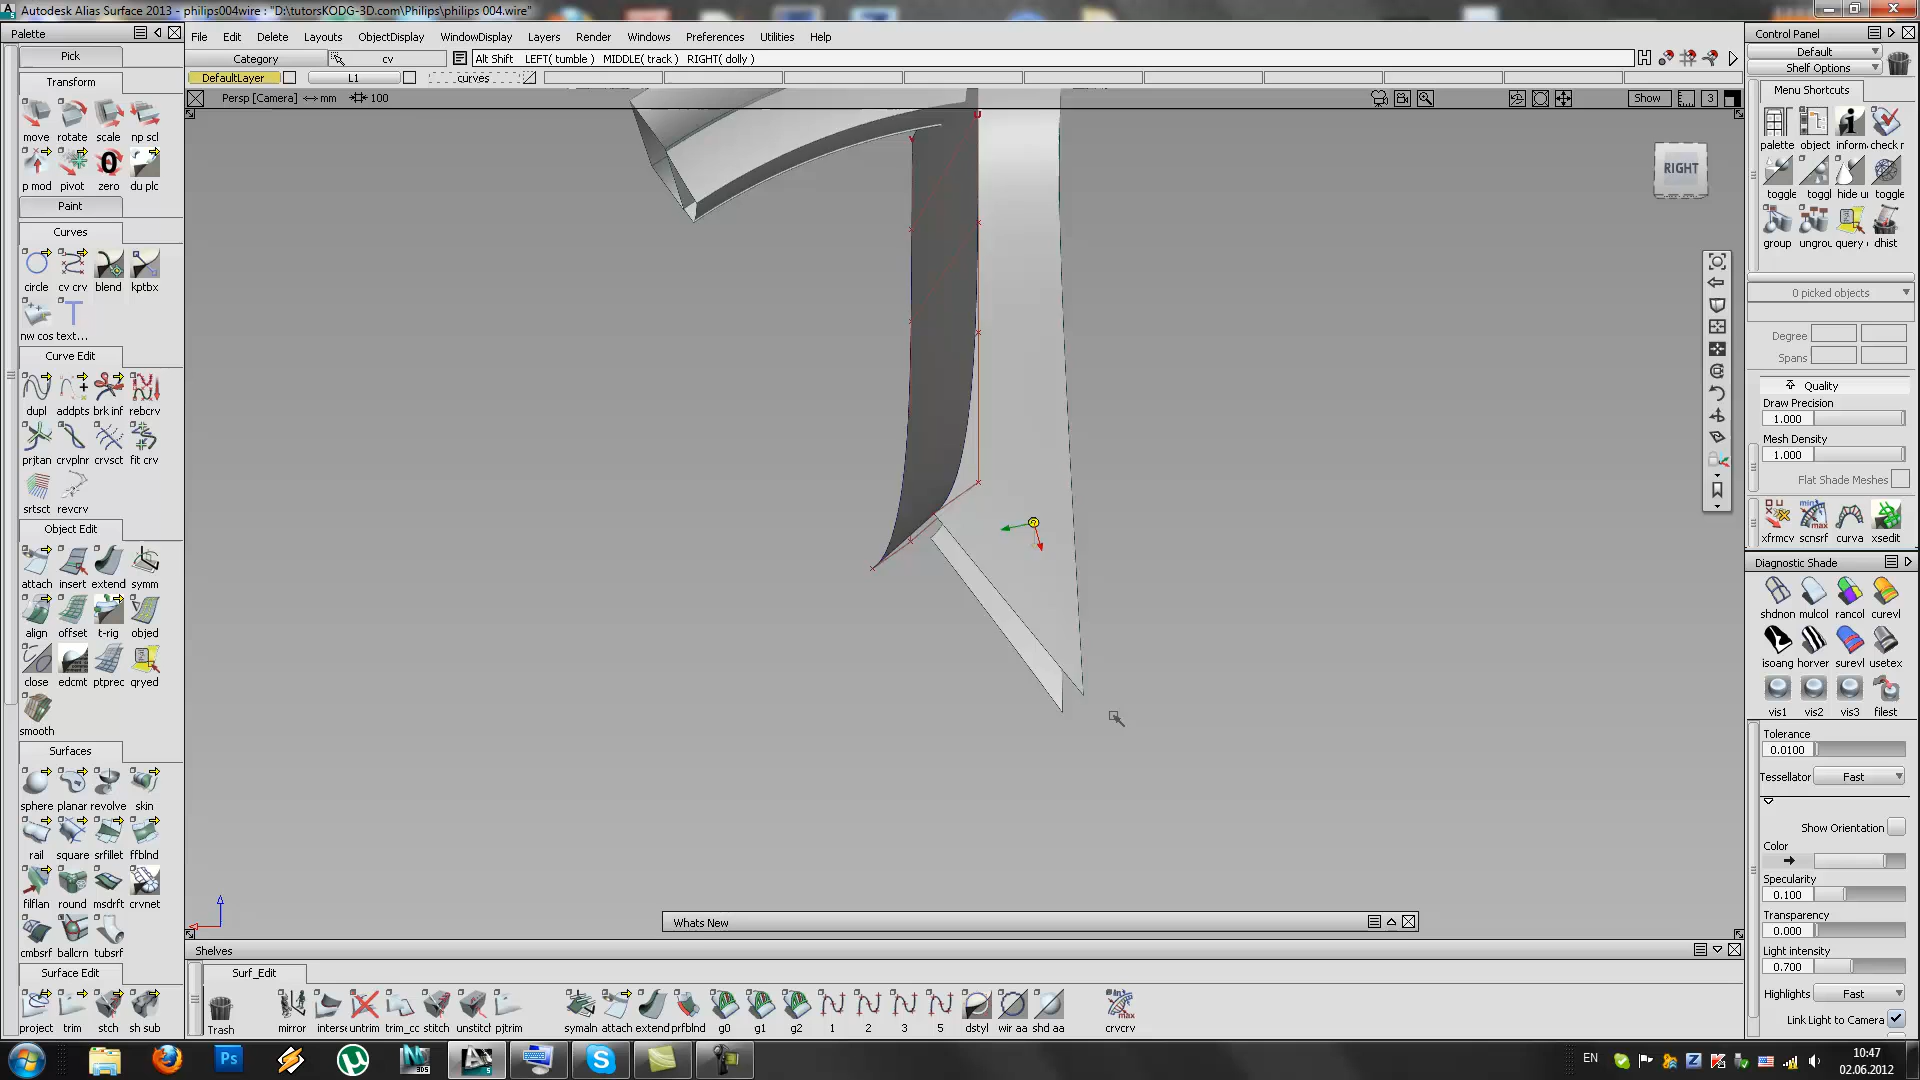 Autodesk Alias Surface 2013 - philips004wire : "D:\tutorsKODG-3D.com\Philips\philips 004.wire"
Palette
Pick
Transform
move rotate scale np scl
p mod pivot zero du plc
Paint
Curves
circle cv crv blend kptbx
nw cos text...
Curve Edit
dupl addpts brk inf rebcrv
prjtan crvplnr crvsct fit crv
srtsct revcrv
Object Edit
attach insert extend symm
align offset t-rig objed
close edcmt ptprec qryed
smooth
Surfaces
sphere planar revolve skin
rail square srfillet ffblnd
filflan round msdrft crvnet
cmbsrf ballcrn tubsrf
Surface Edit
project trim stch sh sub
File Edit Delete Layouts ObjectDisplay WindowDisplay Layers Render Windows Preferences Utilities Help
Category cv Alt Shift LEFT( tumble ) MIDDLE( track ) RIGHT( dolly )
DefaultLayer L1 curves
Persp [Camera] mm 100 Show 3
RIGHT
U
V
Whats New
Shelves
Surf_Edit
Trash mirror interse untrim trim_cc stitch unstitch pjtrim symaln attach extend prfblnd g0 g1 g2 1 2 3 5 dstyl wir aa shd aa crvcrv
Control Panel
Default
Shelf Options
Menu Shortcuts
palette object inform check r
toggle toggl hide u toggle
group ungrou query dhist
0 picked objects
Degree
Spans
Quality
Draw Precision
1.000
Mesh Density
1.000
Flat Shade Meshes
xfrmcv scnsrf curva xsedit
Diagnostic Shade
shdnon mulcol rancol curevl
isoang horver surevl usetex
vis1 vis2 vis3 filest
Tolerance
0.0100
Tessellator Fast
Show Orientation
Color
Specularity
0.100
Transparency
0.000
Light intensity
0.700
Highlights Fast
Link Light to Camera
Ps
EN 10:47
02.06.2012